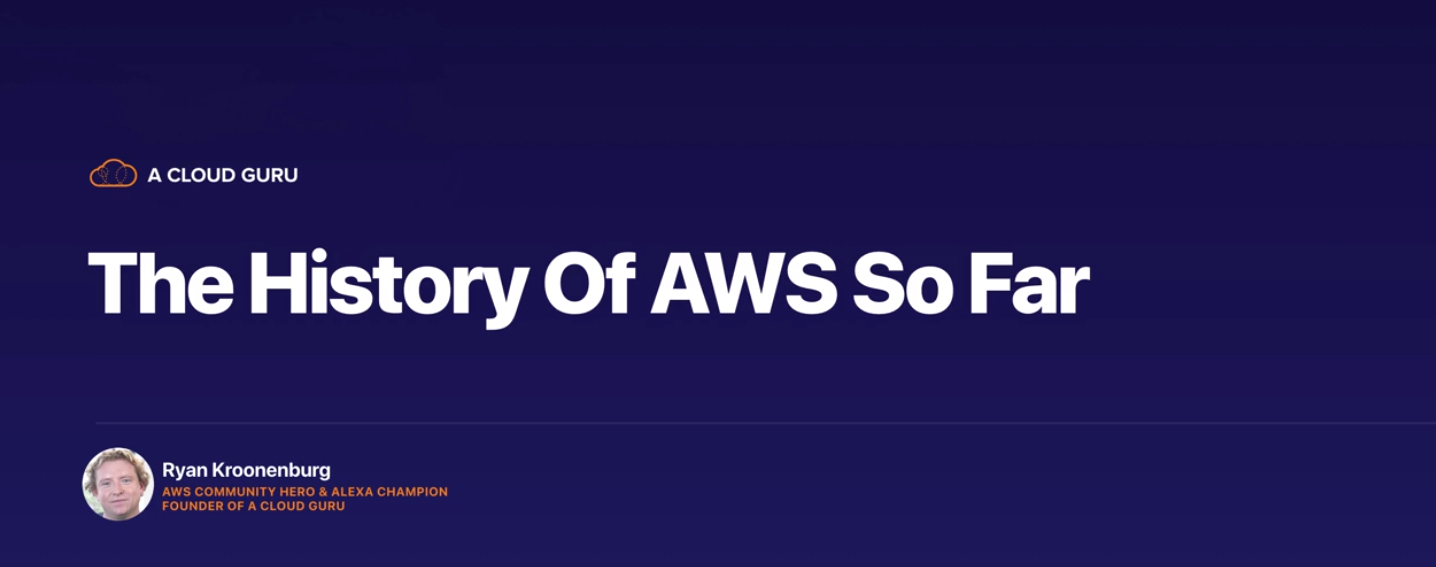 A CLOUD GURU
The History Of AWS So Far
Ryan Kroonenburg
AWS COMMUNITY HERO & ALEXA CHAMPION
FOUNDER OF A CLOUD GURU